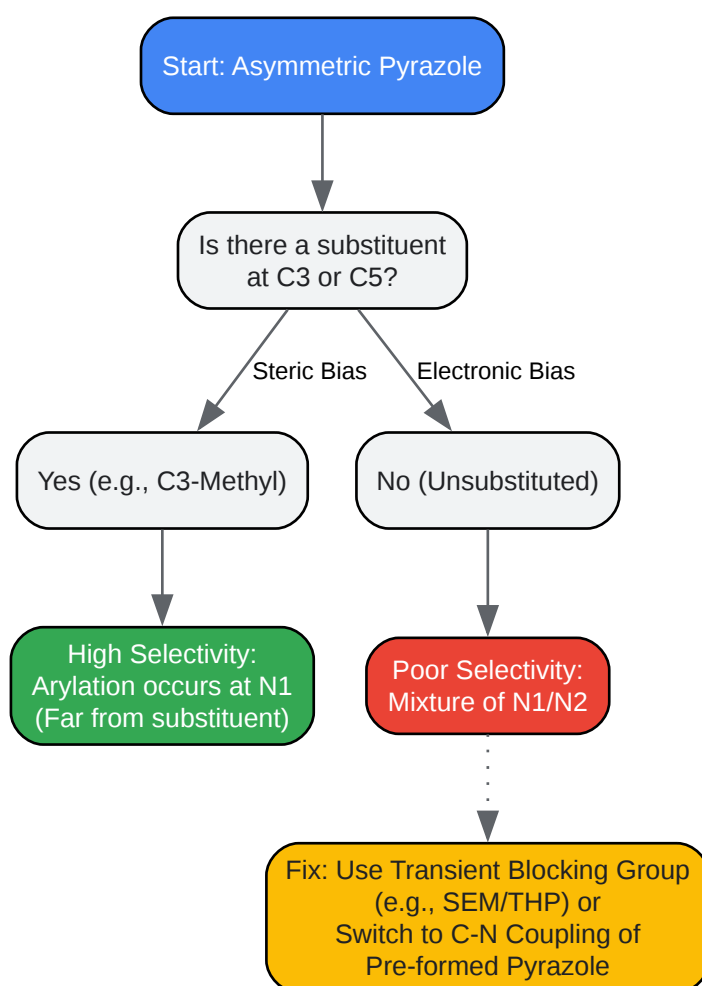 Start: Asymmetric Pyrazole
Is there a substituent
at C3 or C5?
Steric Bias
Electronic Bias
Yes (e.g., C3-Methyl)
No (Unsubstituted)
High Selectivity:
Arylation occurs at N1
(Far from substituent)
Poor Selectivity:
Mixture of N1/N2
Fix: Use Transient Blocking Group
(e.g., SEM/THP) or
Switch to C-N Coupling of
Pre-formed Pyrazole